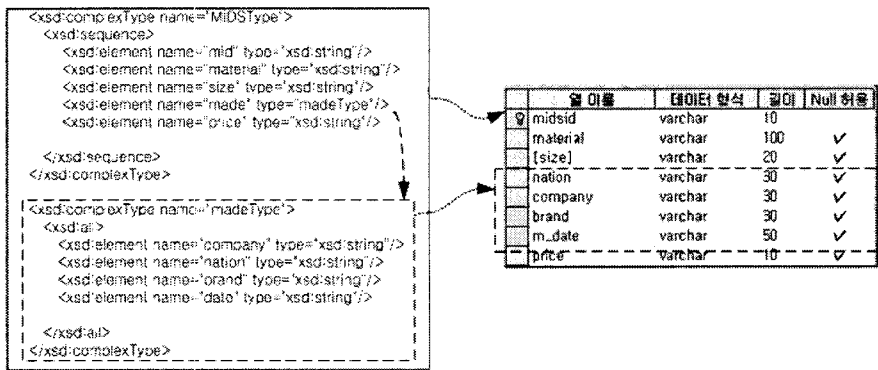 <xsd:complexType name="MIDSType">
<xsd:sequence>
<xsd:element name="mid" type="xsd:string"/>
<xsd:element name="material" type="xsd:string"/>
<xsd:element name="size" type="xsd:string"/>
<xsd:element name="made" type="madeType"/>
<xsd:element name="price" type="xsd:string"/>
</xsd:sequence>
</xsd:complexType>
<xsd:complexType name="madeType">
<xsd:all>
<xsd:element name="company" type="xsd:string"/>
<xsd:element name="nation" type="xsd:string"/>
<xsd:element name="brand" type="xsd:string"/>
<xsd:element name="date" type="xsd:string"/>
</xsd:all>
</xsd:complexType>
열 이름 데이터 형식 길이 Null 허용
midsid varchar 10
material varchar 100 ✓
[size] varchar 20 ✓
nation varchar 30 ✓
company varchar 30 ✓
brand varchar 30 ✓
m_date varchar 50 ✓
price varchar 10 ✓